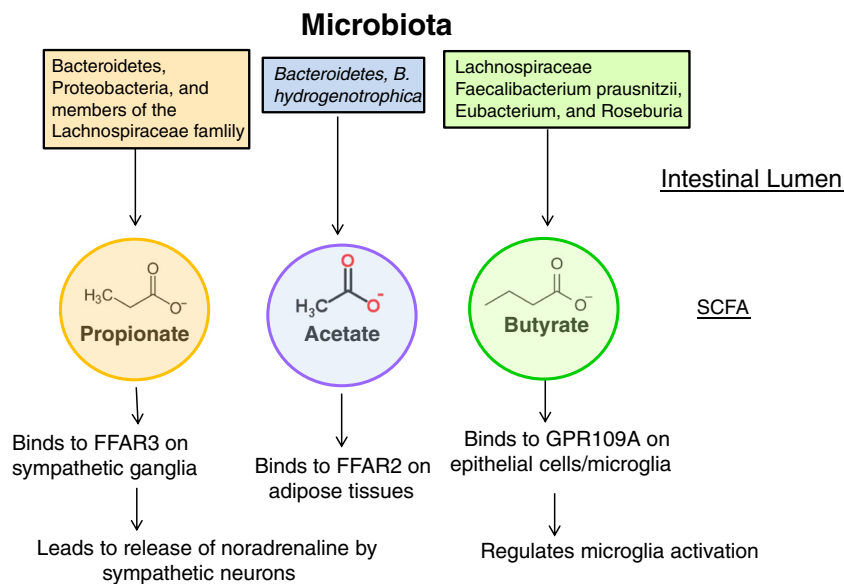 Microbiota
Bacteroidetes,
Proteobacteria, and
members of the
Lachnospiraceae famlily
Bacteroidetes, B.
hydrogenotrophica
Lachnospiraceae
Faecalibacterium prausnitzii,
Eubacterium, and Roseburia
Intestinal Lumen
O
H₃C
O⁻
Propionate
O
H₃C
O⁻
Acetate
O
O⁻
Butyrate
SCFA
Binds to FFAR3 on
sympathetic ganglia
Binds to FFAR2 on
adipose tissues
Binds to GPR109A on
epithelial cells/microglia
Leads to release of noradrenaline by
sympathetic neurons
Regulates microglia activation